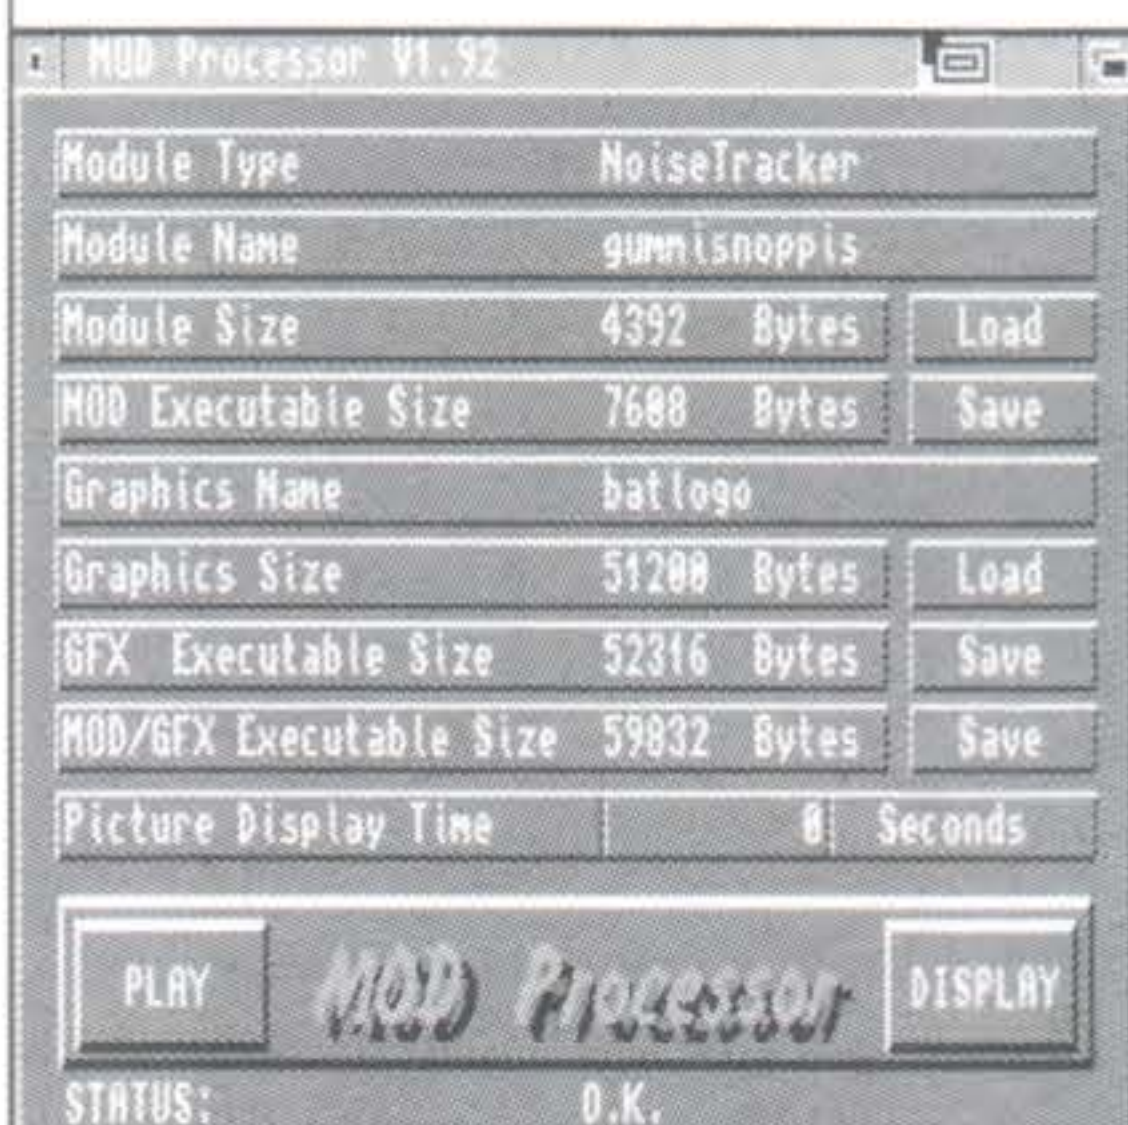 MOD Processor V1.92
Module Type NoiseTracker
Module Name gummisnoppis
Module Size 4392 Bytes Load
MOD Executable Size 7608 Bytes Save
Graphics Name batlogo
Graphics Size 51200 Bytes Load
GFX Executable Size 52316 Bytes Save
MOD/GFX Executable Size 59832 Bytes Save
Picture Display Time 0 Seconds
PLAY MOD Processor DISPLAY
STATUS: O.K.